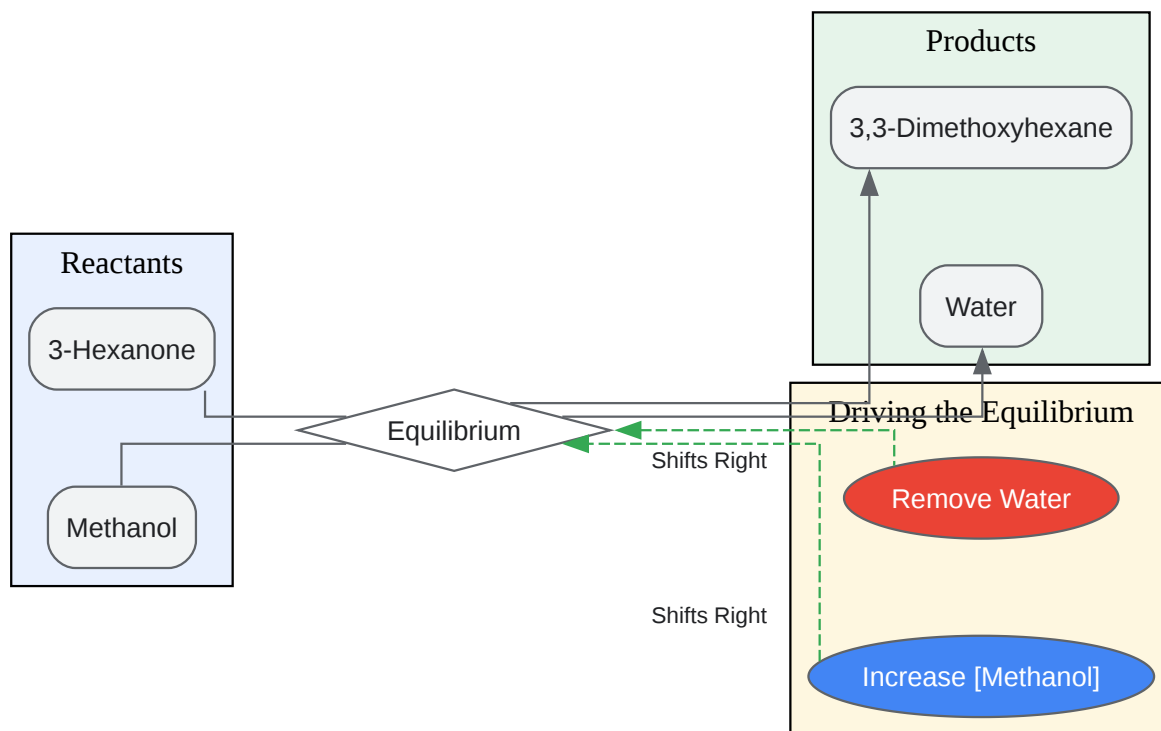 Products
3,3-Dimethoxyhexane
Water
Reactants
3-Hexanone
Methanol
Equilibrium
Driving the Equilibrium
Shifts Right
Remove Water
Shifts Right
Increase [Methanol]